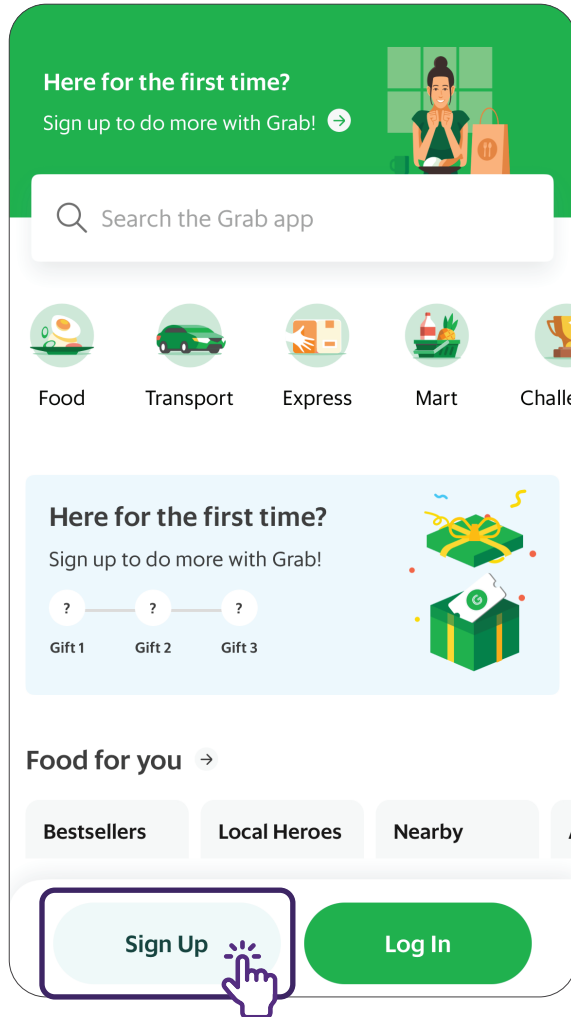 Here for the first time?
Sign up to do more with Grab!
Search the Grab app
Food
Transport
Express
Mart
Challe
Here for the first time?
Sign up to do more with Grab!
?
?
?
Gift 1
Gift 2
Gift 3
Food for you
Bestsellers
Local Heroes
Nearby
Sign Up
Log In